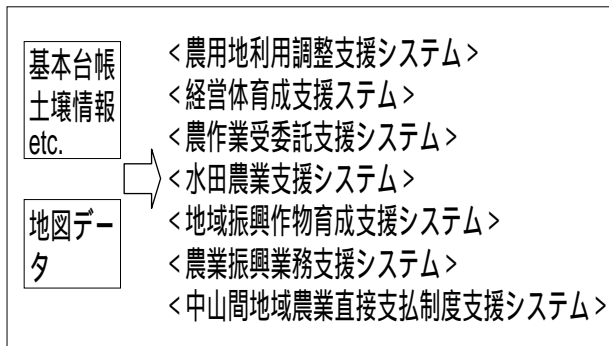 基本台帳
土壌情報
etc.
地図デー
タ
<農用地利用調整支援システム>
<経営体育成支援ステム>
<農作業受委託支援システム>
<水田農業支援システム>
<地域振興作物育成支援システム>
<農業振興業務支援システム>
<中山間地域農業直接支払制度支援システム>